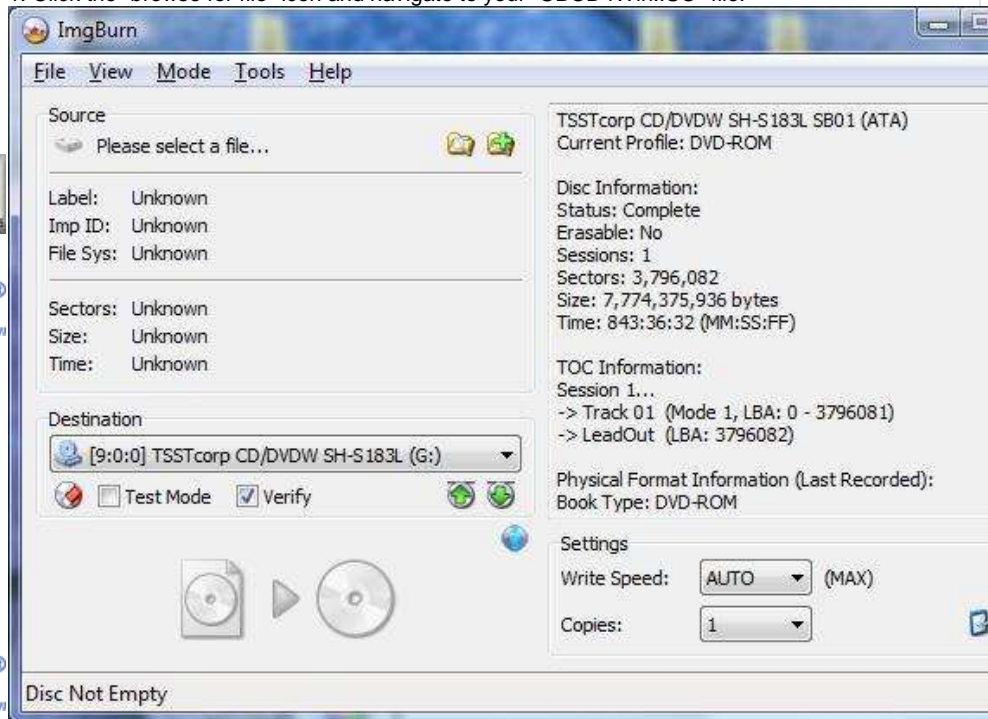 ImgBurn
File View Mode Tools Help
Source
Please select a file...
Label: Unknown
Imp ID: Unknown
File Sys: Unknown
Sectors: Unknown
Size: Unknown
Time: Unknown
Destination
[9:0:0] TSSTcorp CD/DVDW SH-S183L (G:)
Test Mode Verify
TSSTcorp CD/DVDW SH-S183L SB01 (ATA)
Current Profile: DVD-ROM
Disc Information:
Status: Complete
Erasable: No
Sessions: 1
Sectors: 3,796,082
Size: 7,774,375,936 bytes
Time: 843:36:32 (MM:SS:FF)
TOC Information:
Session 1...
-> Track 01 (Mode 1, LBA: 0 - 3796081)
-> LeadOut (LBA: 3796082)
Physical Format Information (Last Recorded):
Book Type: DVD-ROM
Settings
Write Speed: AUTO (MAX)
Copies: 1
Disc Not Empty